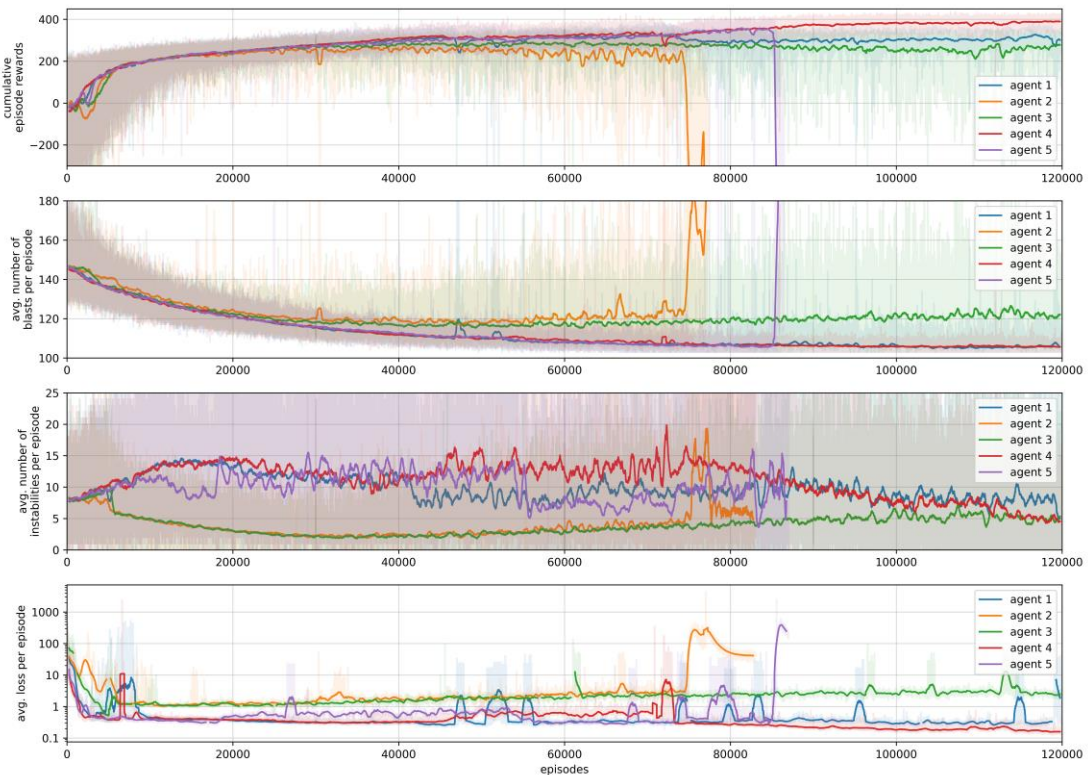 cumulative
episode rewards
400
200
0
−200
0 20000 40000 60000 80000 100000 120000
agent 1
agent 2
agent 3
agent 4
agent 5
avg. number of
blasts per episode
180
160
140
120
100
0 20000 40000 60000 80000 100000 120000
agent 1
agent 2
agent 3
agent 4
agent 5
avg. number of
instabilities per episode
25
20
15
10
5
0
0 20000 40000 60000 80000 100000 120000
agent 1
agent 2
agent 3
agent 4
agent 5
avg. loss per episode
1000
100
10
1
0.1
0 20000 40000 60000 80000 100000 120000
agent 1
agent 2
agent 3
agent 4
agent 5
episodes